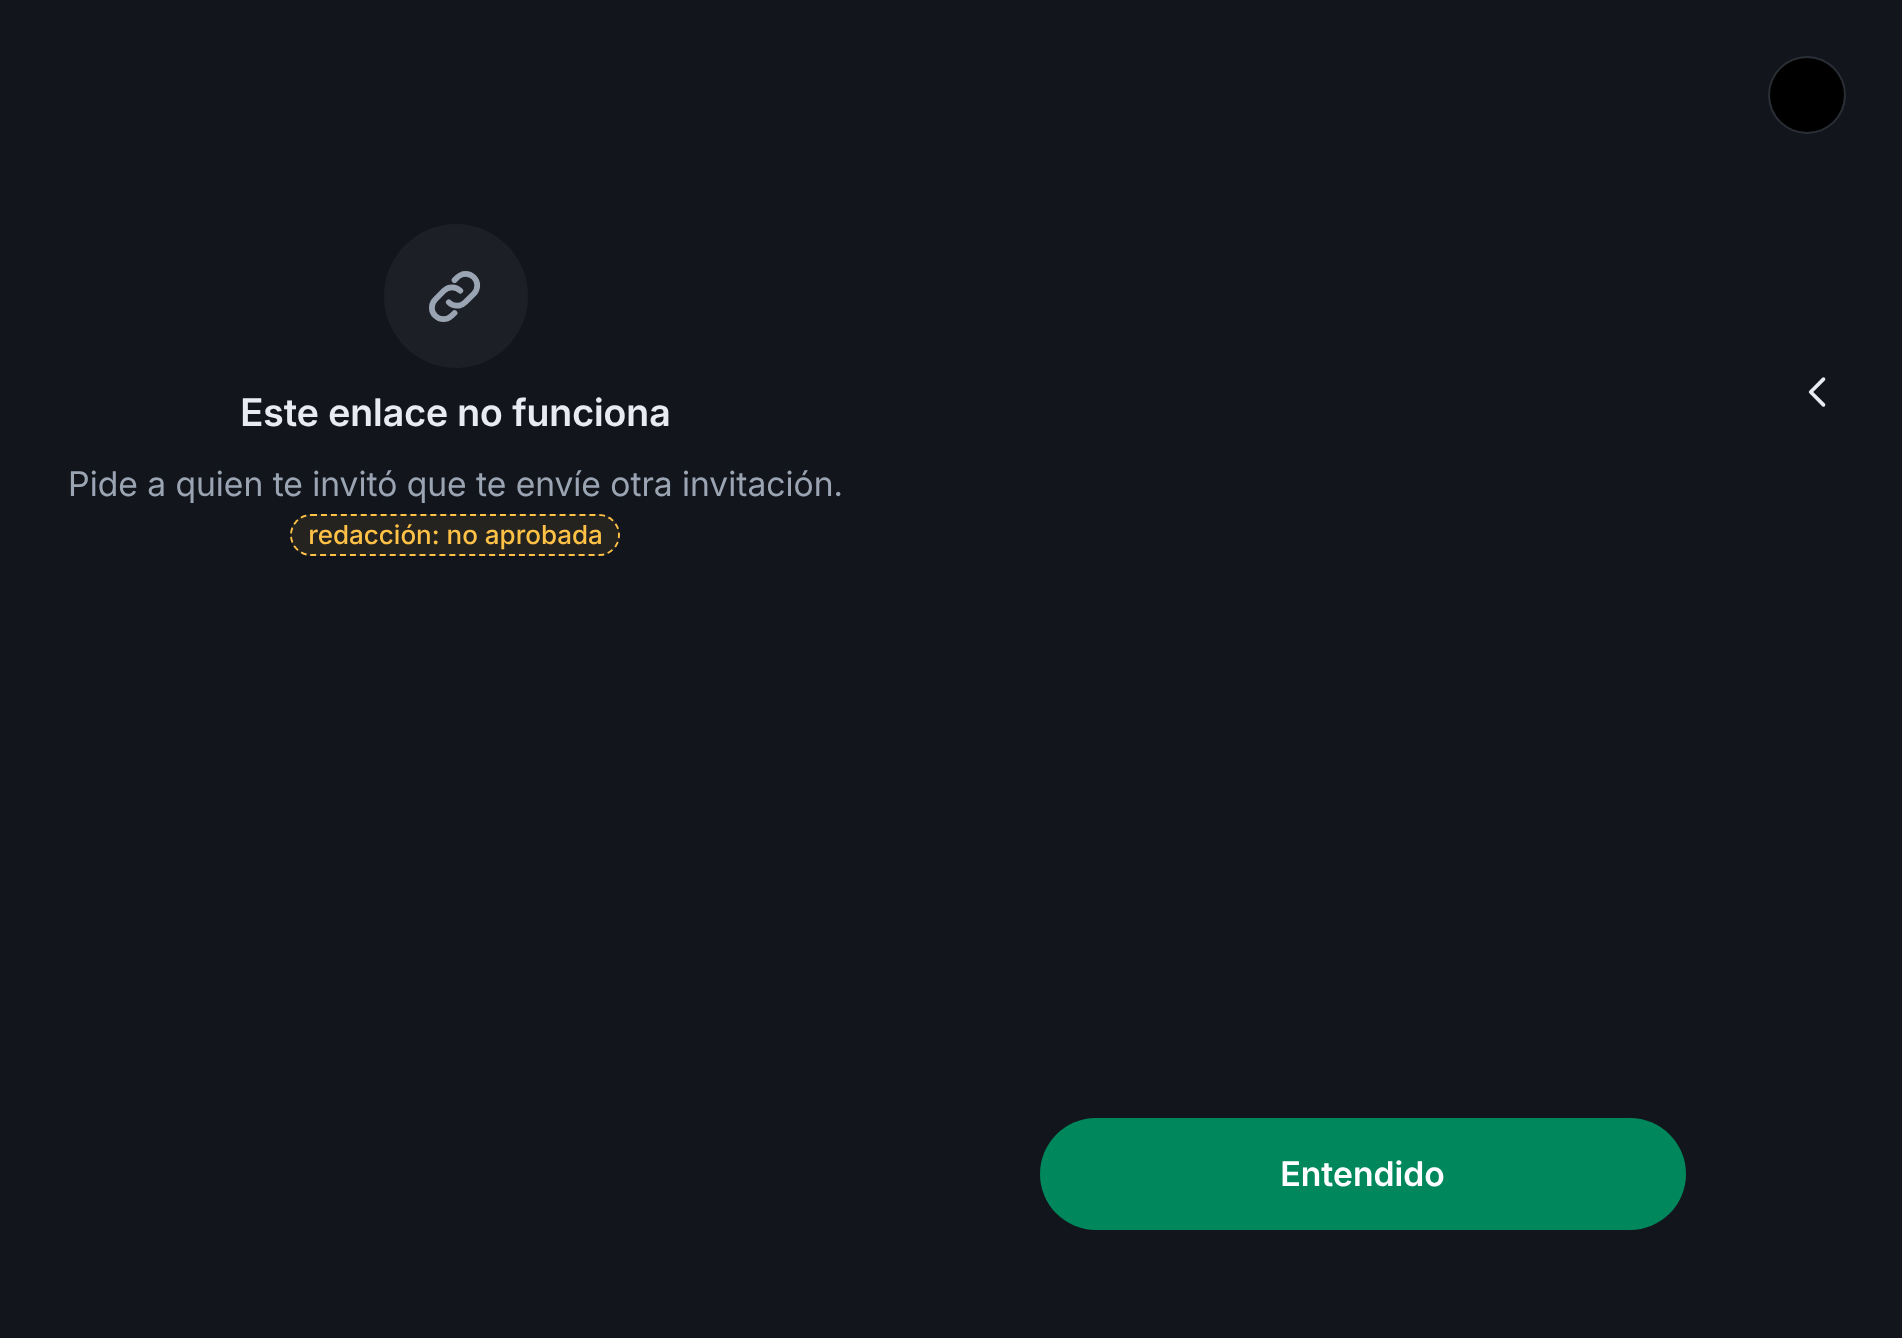 Este enlace no funciona
Pide a quien te invitó que te envíe otra invitación.
redacción: no aprobada
Entendido